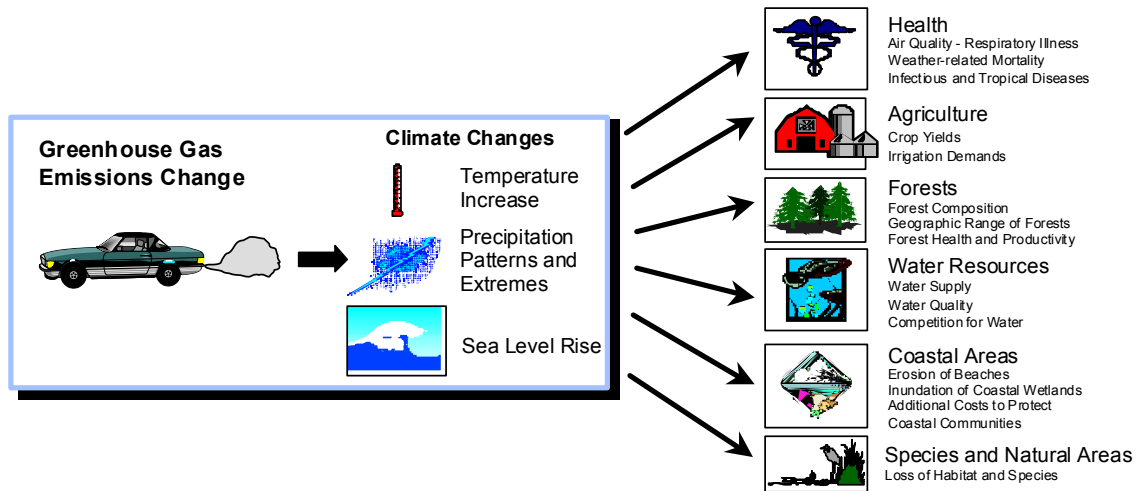 Greenhouse Gas
Emissions Change
Climate Changes
Temperature
Increase
Precipitation
Patterns and
Extremes
Sea Level Rise
Health
Air Quality - Respiratory Illness
Weather-related Mortality
Infectious and Tropical Diseases
Agriculture
Crop Yields
Irrigation Demands
Forests
Forest Composition
Geographic Range of Forests
Forest Health and Productivity
Water Resources
Water Supply
Water Quality
Competition for Water
Coastal Areas
Erosion of Beaches
Inundation of Coastal Wetlands
Additional Costs to Protect
Coastal Communities
Species and Natural Areas
Loss of Habitat and Species